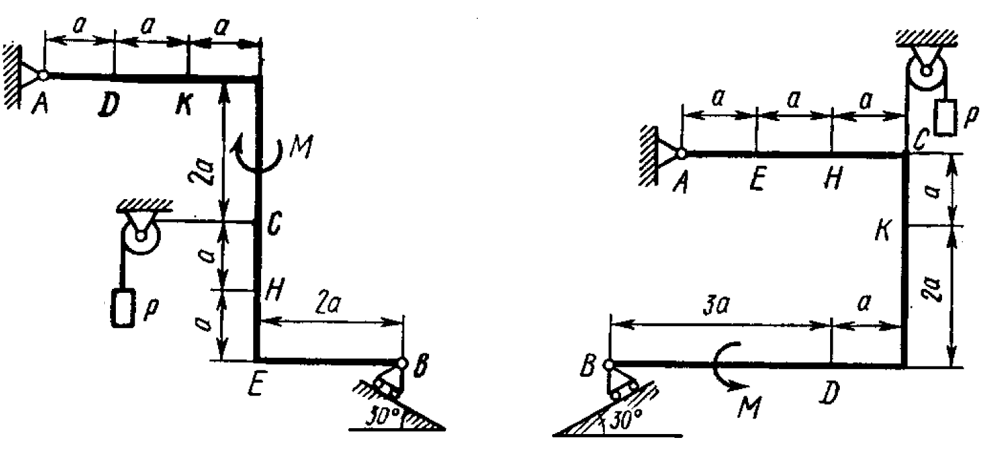 a a a
A D K
2a M
C
a
P H 2a
a
E B
30°
P
a a a C
A E H
a
K
3a a 2a
B
M D
30°